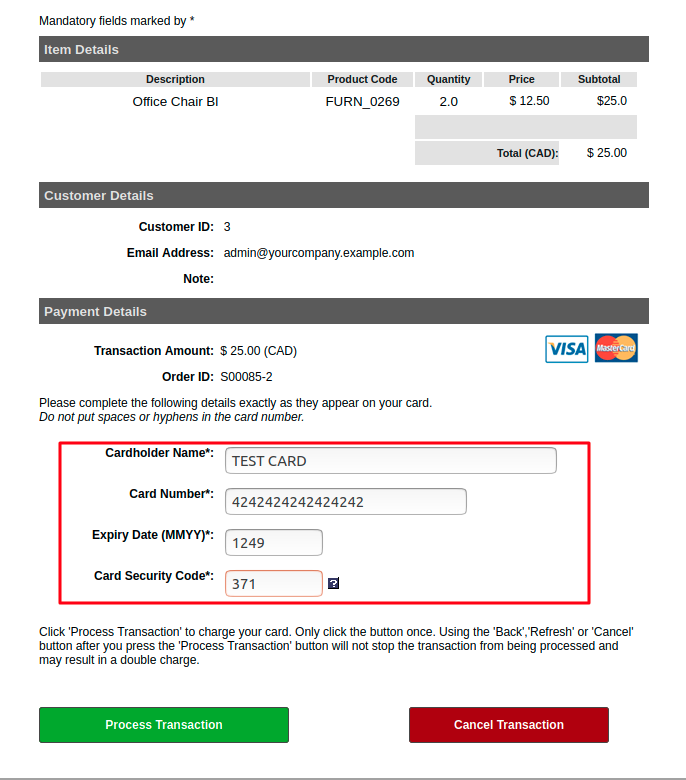 Mandatory fields marked by *
Item Details
Description Product Code Quantity Price Subtotal
Office Chair BI FURN_0269 2.0 $ 12.50 $25.0
Total (CAD): $ 25.00
Customer Details
Customer ID: 3
Email Address: admin@yourcompany.example.com
Note:
Payment Details
Transaction Amount: $ 25.00 (CAD)
VISA MasterCard
Order ID: S00085-2
Please complete the following details exactly as they appear on your card.
Do not put spaces or hyphens in the card number.
Cardholder Name*: TEST CARD
Card Number*: 4242424242424242
Expiry Date (MMYY)*: 1249
Card Security Code*: 371 ?
Click 'Process Transaction' to charge your card. Only click the button once. Using the 'Back','Refresh' or 'Cancel'
button after you press the 'Process Transaction' button will not stop the transaction from being processed and
may result in a double charge.
Process Transaction Cancel Transaction